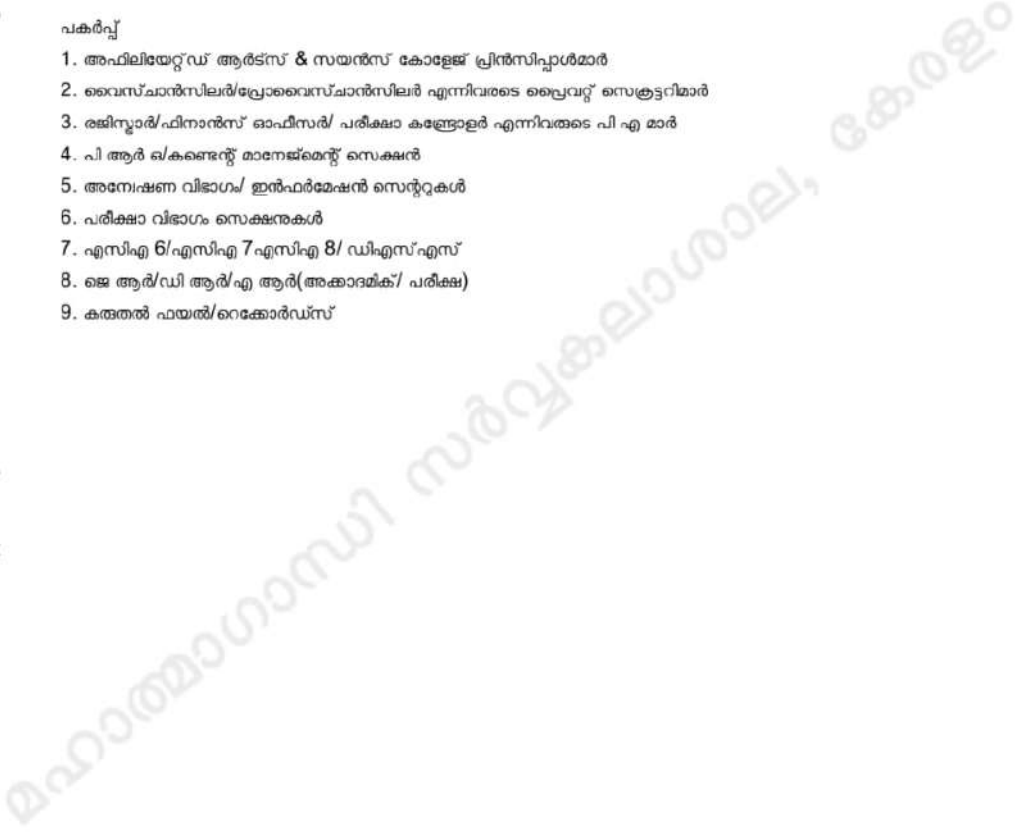 പകർപ്പ്
1. അഫിലിയേറ്റ്ഡ് ആർട്സ് & സയൻസ് കോളേജ് പ്രിൻസിപ്പാൾമാർ
2. വൈസ്ചാൻസിലർ/പ്രോവൈസ്ചാൻസിലർ എന്നിവരുടെ പ്രൈവറ്റ് സെക്രട്ടറിമാർ
3. രജിസ്ട്രാർ/ഫിനാൻസ് ഓഫീസർ/ പരീക്ഷാ കണ്ട്രോളർ എന്നിവരുടെ പി എ മാർ
4. പി ആർ ഒ/കണ്ടെന്റ് മാനേജ്മെന്റ് സെക്ഷൻ
5. അന്വേഷണ വിഭാഗം/ ഇൻഫർമേഷൻ സെന്ററുകൾ
6. പരീക്ഷാ വിഭാഗം സെക്ഷനുകൾ
7. എസിഎ 6/എസിഎ 7എസിഎ 8/ ഡിഎസ്എസ്
8. ജെ ആർ/ഡി ആർ/എ ആർ(അക്കാദമിക്/ പരീക്ഷ)
9. കരുതൽ ഫയൽ/റെക്കോർഡ്സ്
മഹാത്മാഗാന്ധി സർവ്വകലാശാല, കേരളം